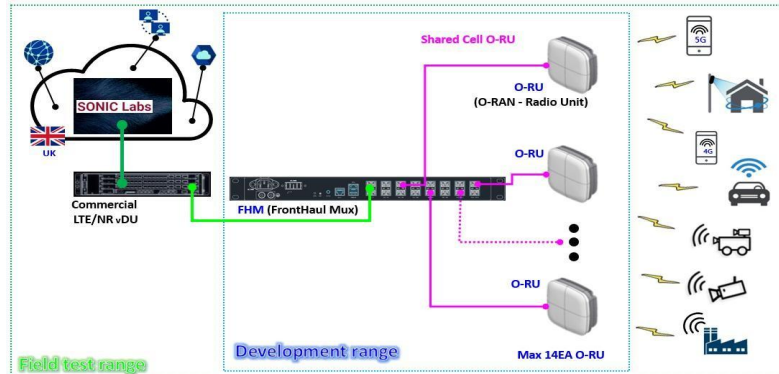 Shared Cell O-RU
5G
O-RU
(O-RAN - Radio Unit)
SONIC Labs
UK
O-RU
4G
Commercial
LTE/NR vDU
FHM (FrontHaul Mux)
O-RU
Max 14EA O-RU
Development range
Field test range